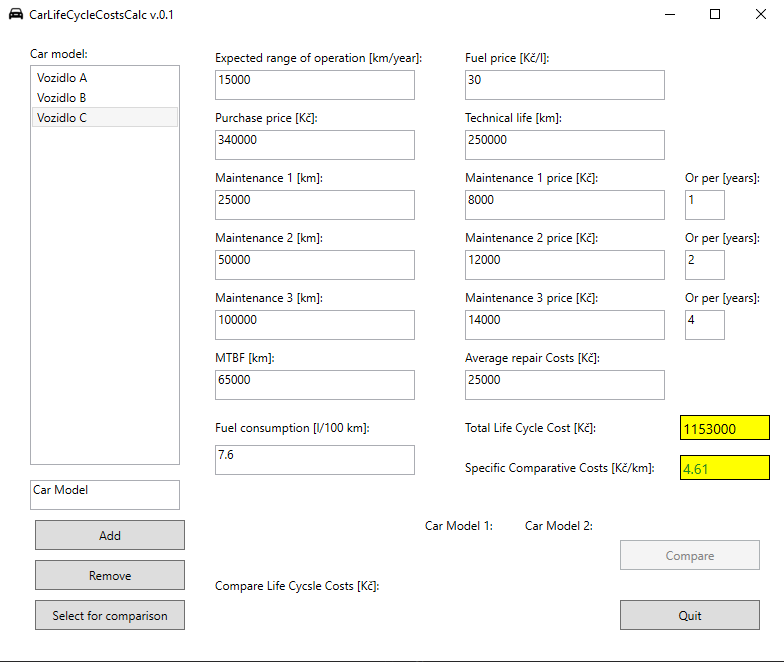 CarLifeCycleCostsCalc v.0.1
Car model:
Vozidlo A
Vozidlo B
Vozidlo C
Expected range of operation [km/year]:
15000
Fuel price [Kč/l]:
30
Purchase price [Kč]:
340000
Technical life [km]:
250000
Maintenance 1 [km]:
25000
Maintenance 1 price [Kč]:
8000
Or per [years]:
1
Maintenance 2 [km]:
50000
Maintenance 2 price [Kč]:
12000
Or per [years]:
2
Maintenance 3 [km]:
100000
Maintenance 3 price [Kč]:
14000
Or per [years]:
4
MTBF [km]:
65000
Average repair Costs [Kč]:
25000
Fuel consumption [l/100 km]:
7.6
Total Life Cycle Cost [Kč]:
1153000
Specific Comparative Costs [Kč/km]:
4.61
Car Model
Add
Remove
Select for comparison
Car Model 1:
Car Model 2:
Compare
Compare Life Cycsle Costs [Kč]:
Quit